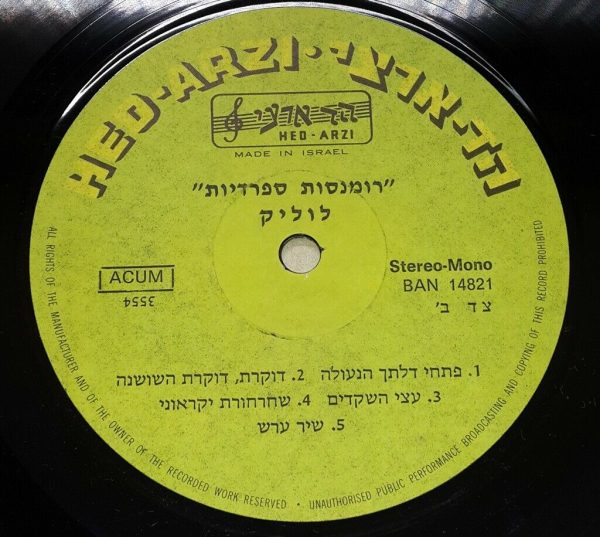 HED-ARZI·הד-ארצי
הד ארצי
HED-ARZI
MADE IN ISRAEL
"רומנסות ספרדיות"
לוליק
ACUM
3554
Stereo-Mono
BAN 14821
צד ב'
1. פתחי דלתך הנעולה 2. דוקרת, דוקרת השושנה
3. עצי השקדים 4. שחרחורת יקראוני
5. שיר ערש
ALL RIGHTS OF THE MANUFACTURER AND OF THE OWNER OF THE RECORDED WORK RESERVED • UNAUTHORISED PUBLIC PERFORMANCE BROADCASTING AND COPYING OF THIS RECORD PROHIBITED